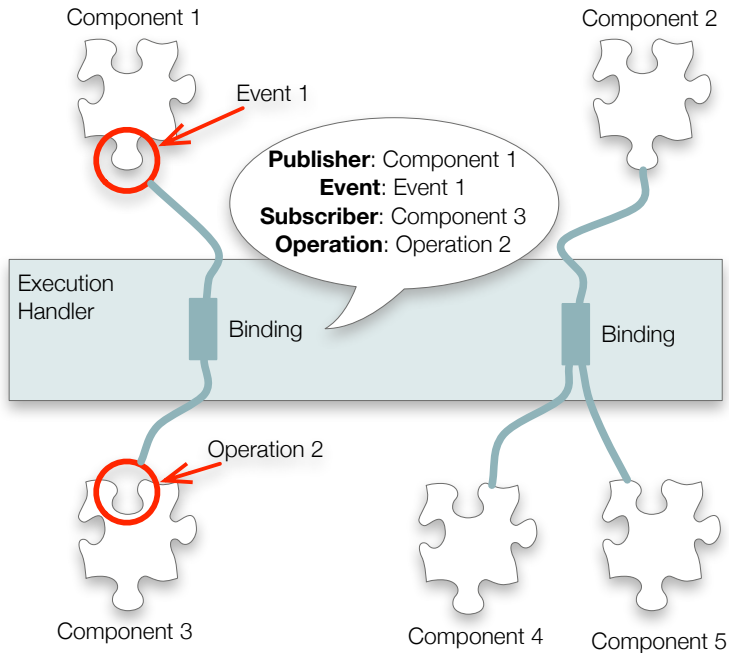 Component 1
Component 2
Event 1
Publisher: Component 1
Event: Event 1
Subscriber: Component 3
Operation: Operation 2
Execution
Handler
Binding
Binding
Operation 2
Component 3
Component 4
Component 5